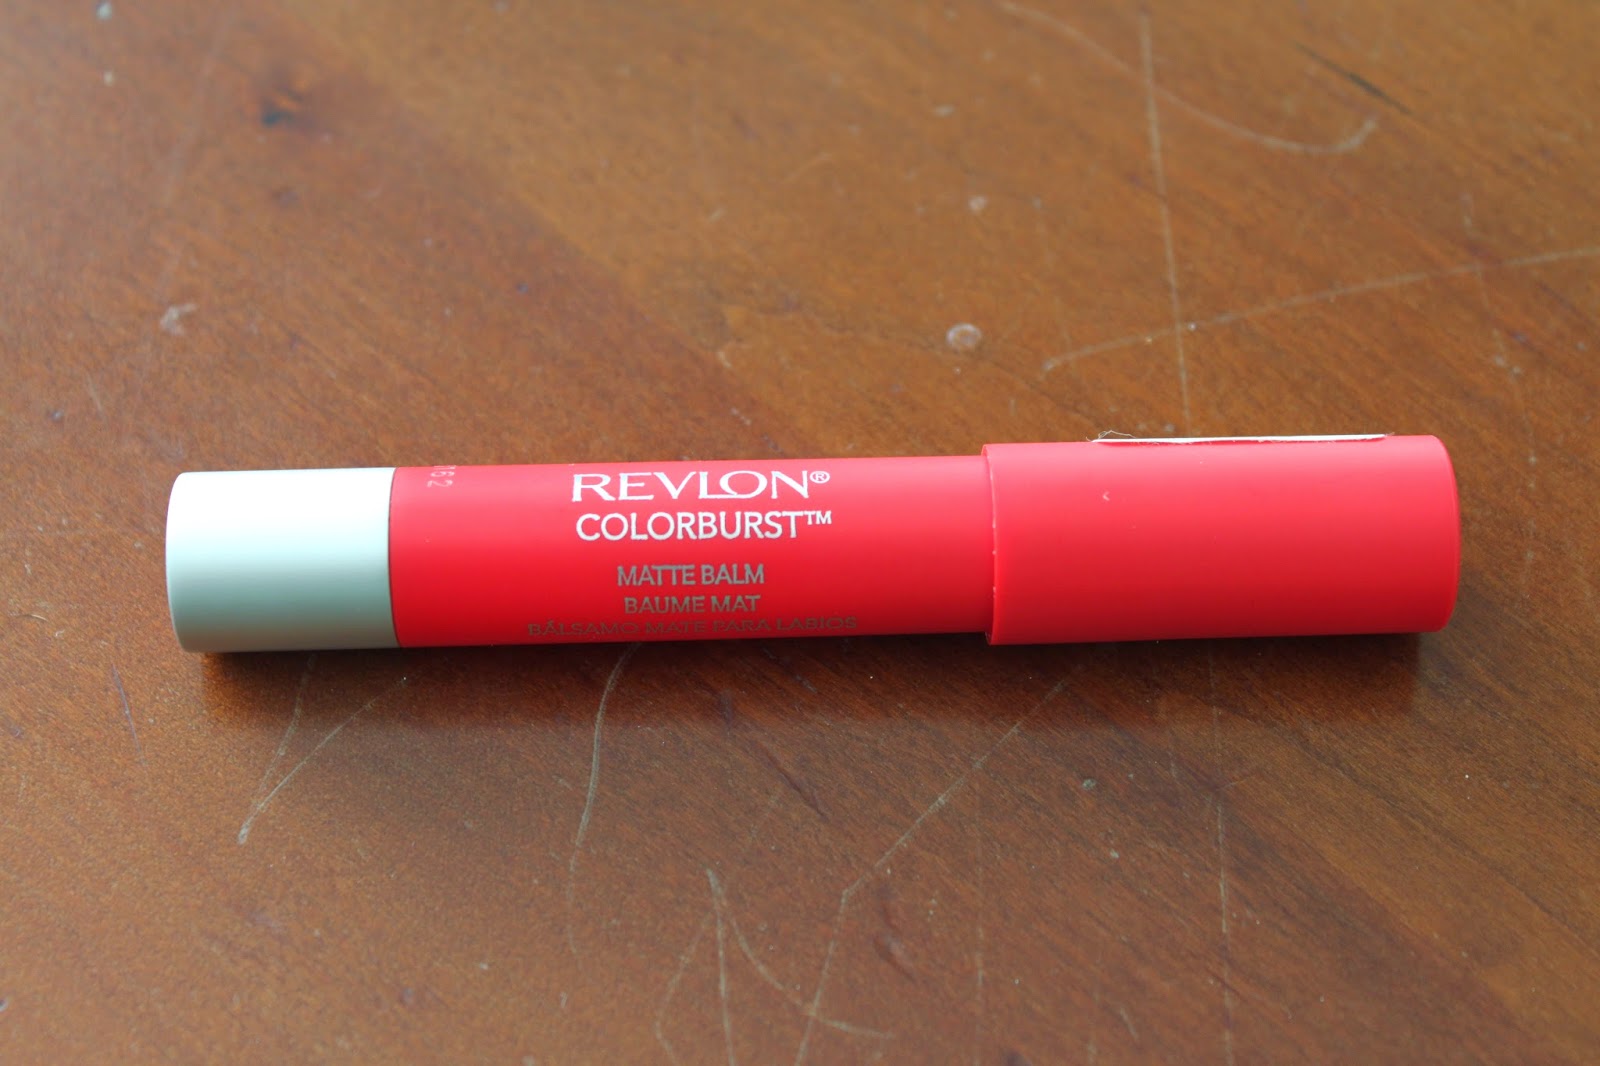 REVLON®
COLORBURST™
MATTE BALM
BAUME MAT
BÁLSAMO MATE PARA LABIOS